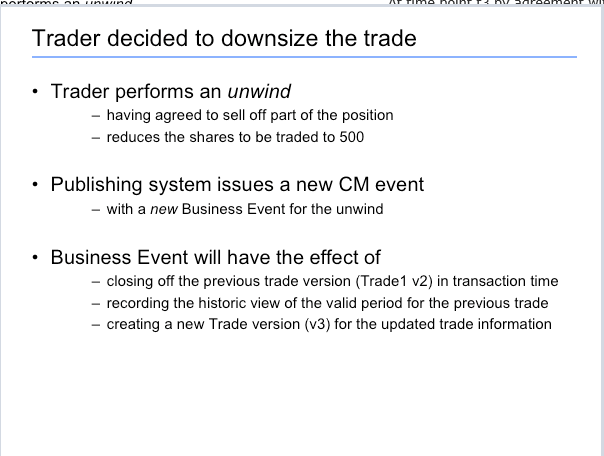 performs an unwind
At time point t3 by agreement wi
Trader decided to downsize the trade
• Trader performs an unwind
– having agreed to sell off part of the position
– reduces the shares to be traded to 500
• Publishing system issues a new CM event
– with a new Business Event for the unwind
• Business Event will have the effect of
– closing off the previous trade version (Trade1 v2) in transaction time
– recording the historic view of the valid period for the previous trade
– creating a new Trade version (v3) for the updated trade information